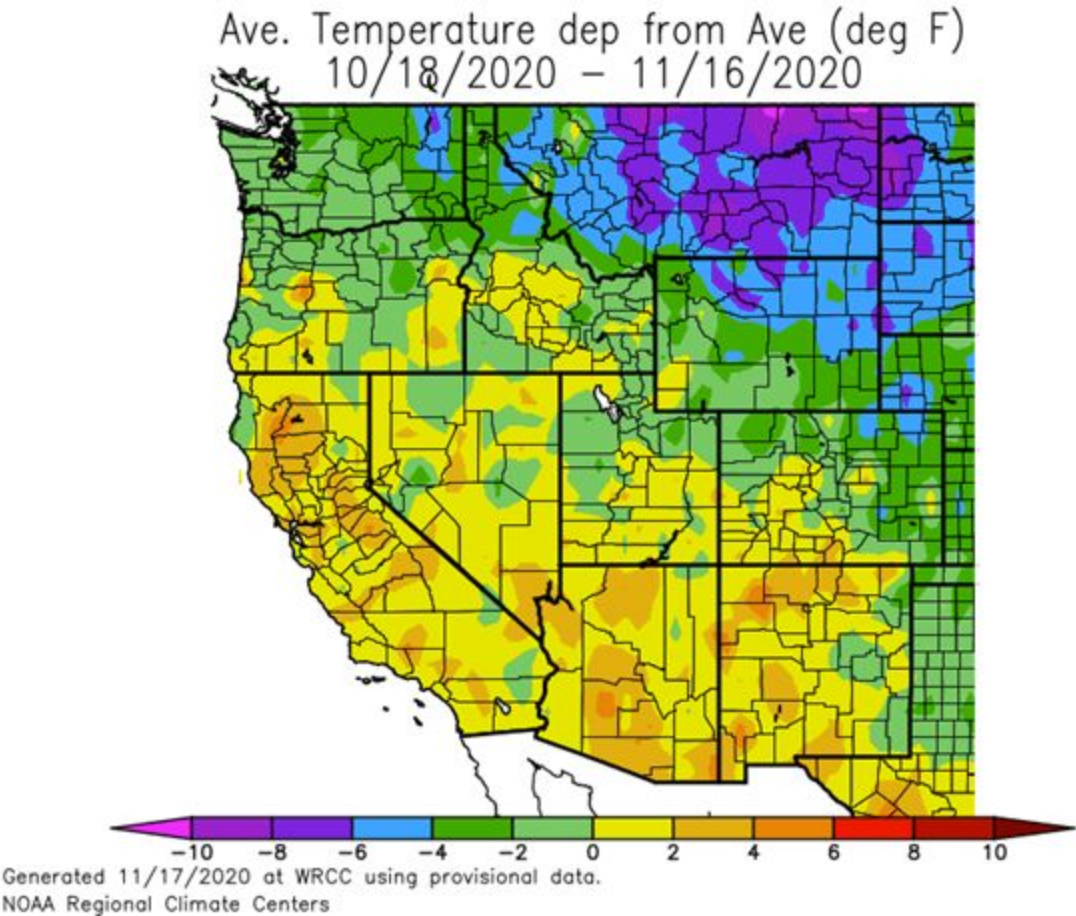 Ave. Temperature dep from Ave (deg F)
10/18/2020 - 11/16/2020
-10 -8 -6 -4 -2 0 2 4 6 8 10
Generated 11/17/2020 at WRCC using provisional data.
NOAA Regional Climate Centers